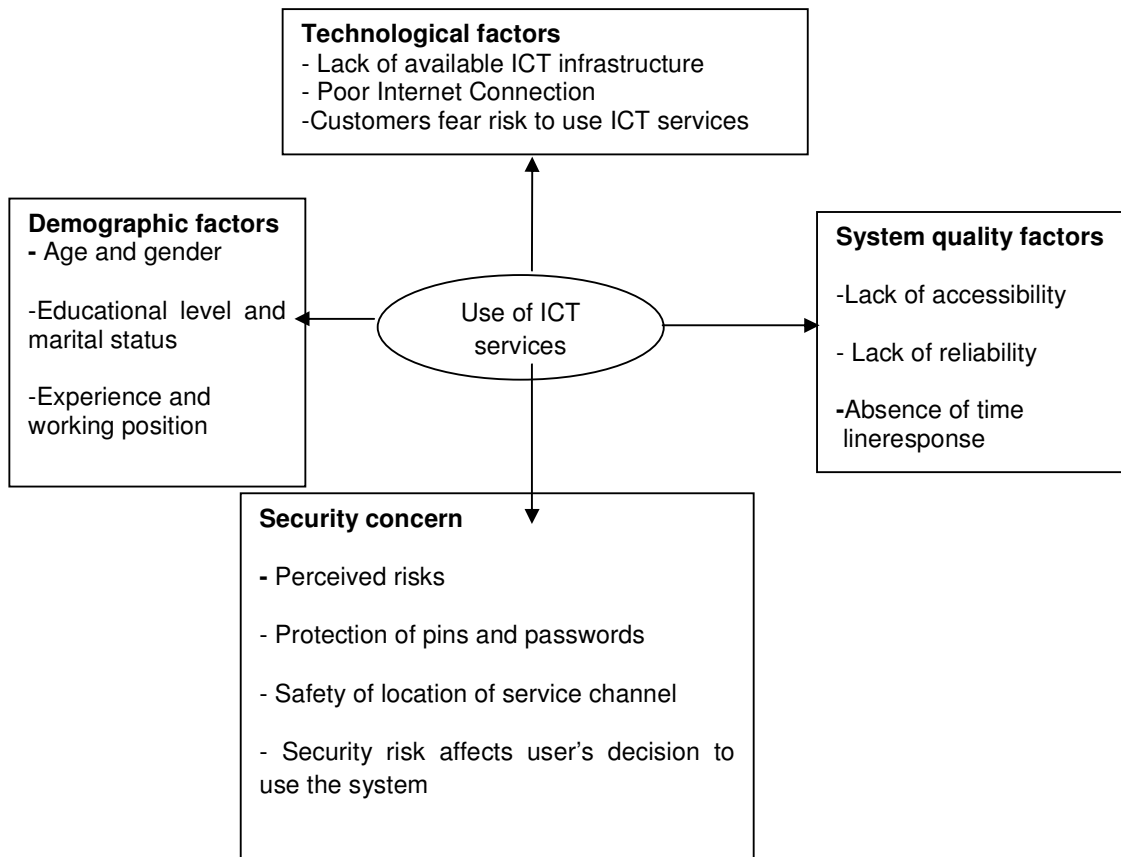 Technological factors
- Lack of available ICT infrastructure
- Poor Internet Connection
-Customers fear risk to use ICT services
Demographic factors
- Age and gender
-Educational level and
marital status
-Experience and
working position
Use of ICT
services
System quality factors
-Lack of accessibility
- Lack of reliability
-Absence of time
lineresponse
Security concern
- Perceived risks
- Protection of pins and passwords
- Safety of location of service channel
- Security risk affects user’s decision to
use the system